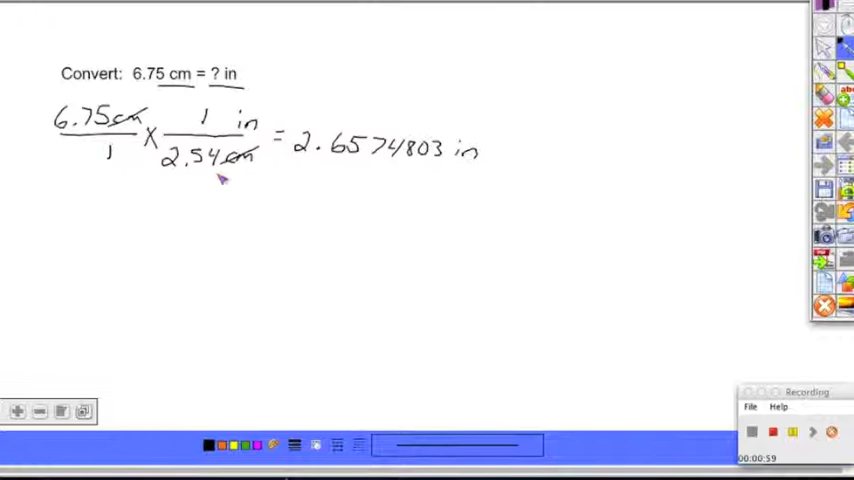 Convert: 6.75 cm = ? in
6.75cm / 1 × 1 in / 2.54cm = 2.6574803 in
abc
Recording
File Help
00:00:59